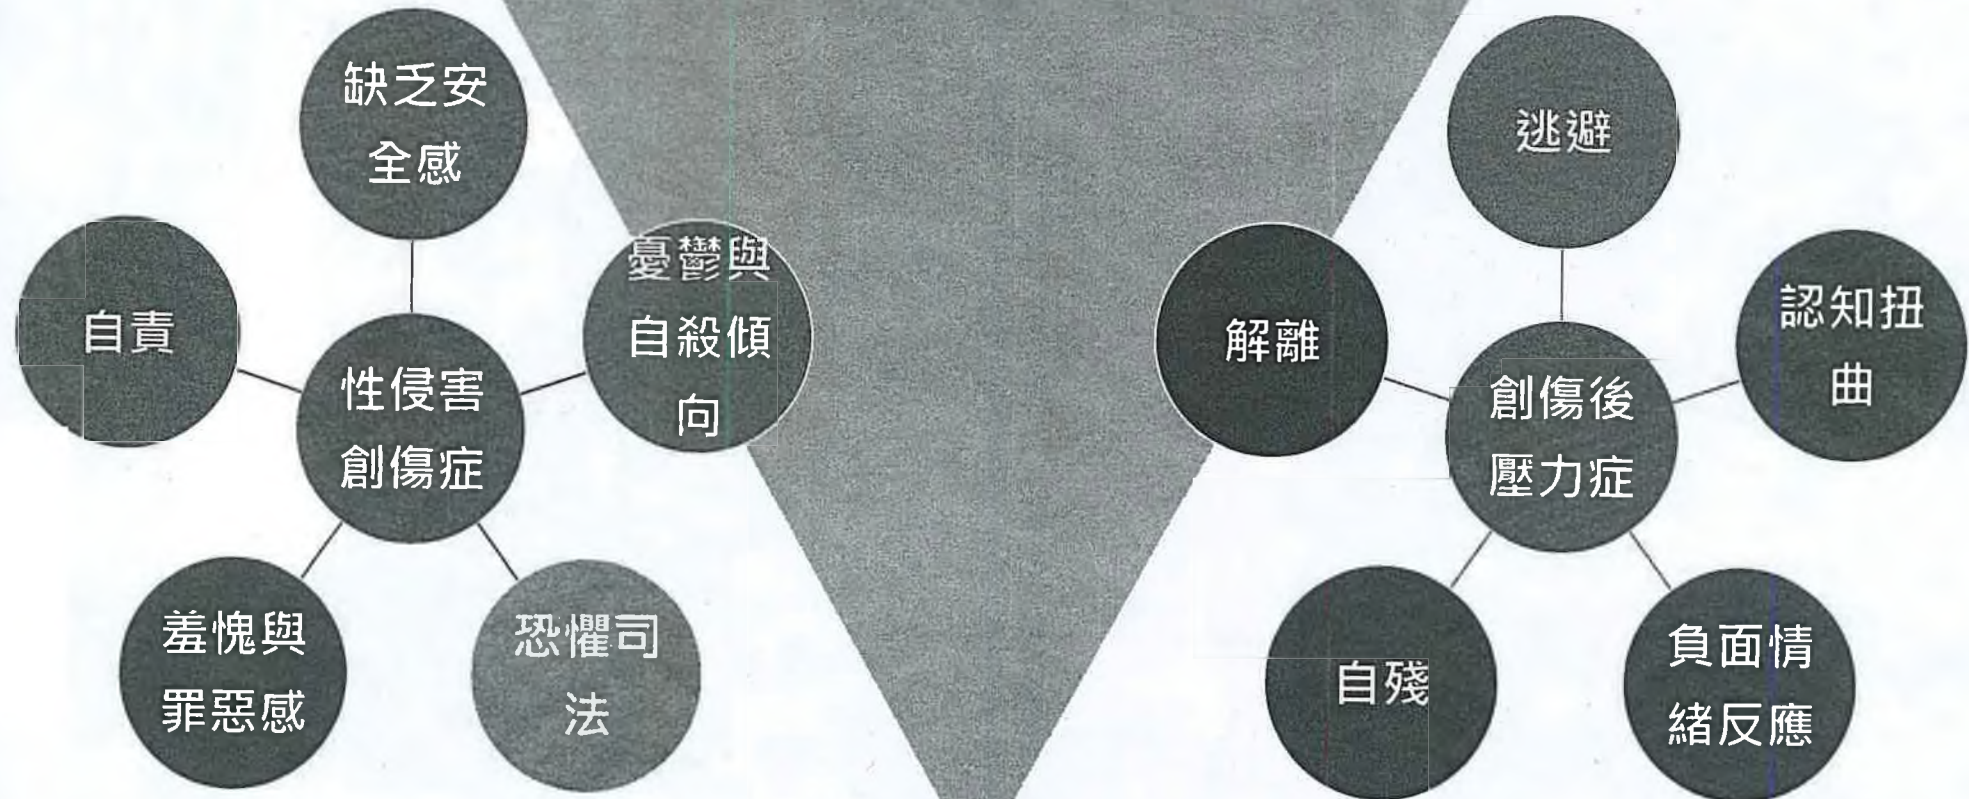 缺乏安
全感
自責
憂鬱與
自殺傾
向
性侵害
創傷症
羞愧與
罪惡感
恐懼司
法
逃避
解離
認知扭
曲
創傷後
壓力症
自殘
負面情
緒反應